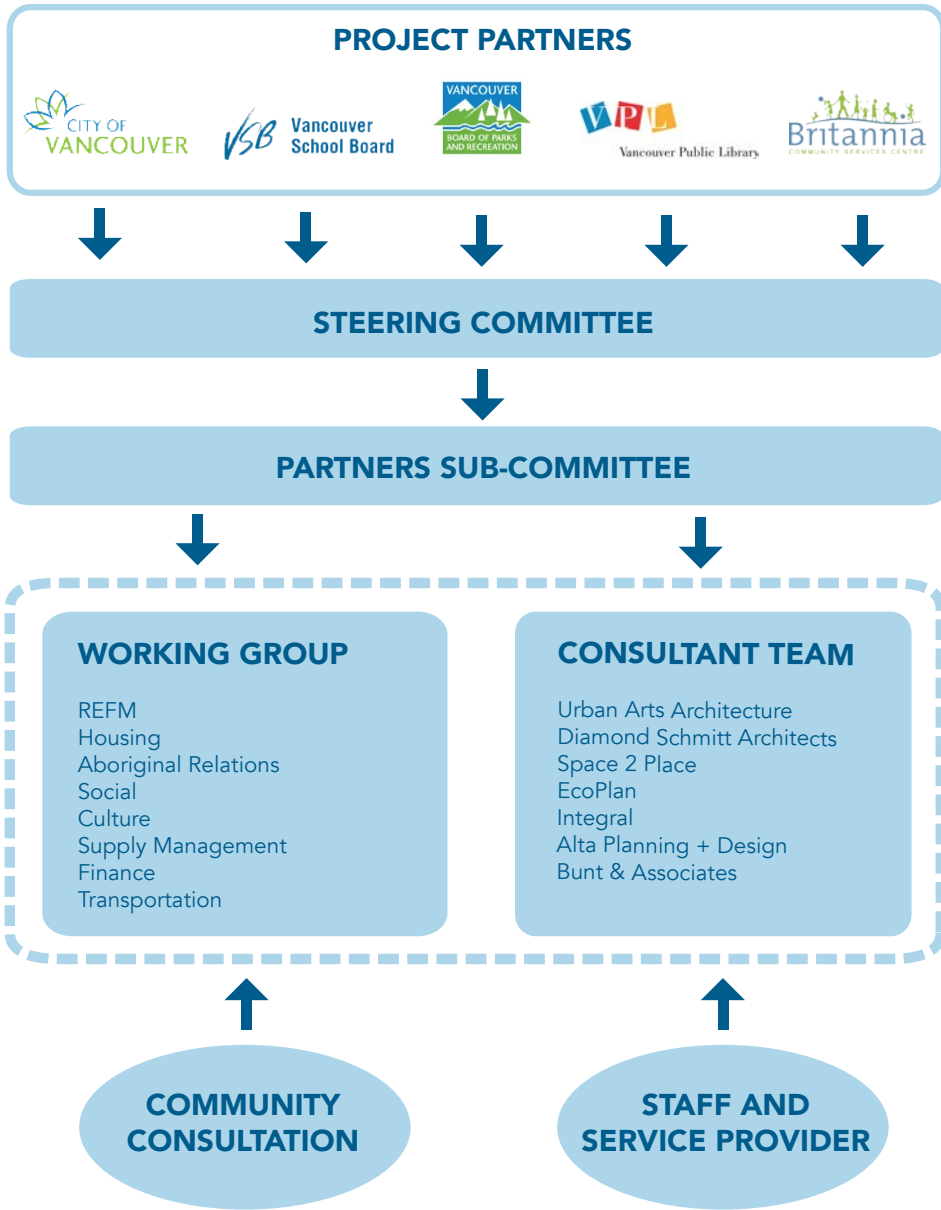 PROJECT PARTNERS
CITY OF
VANCOUVER
VSB
Vancouver
School Board
VANCOUVER
BOARD OF PARKS
AND RECREATION
VPL
Vancouver Public Library
Britannia
COMMUNITY SERVICES CENTRE
STEERING COMMITTEE
PARTNERS SUB-COMMITTEE
WORKING GROUP
REFM
Housing
Aboriginal Relations
Social
Culture
Supply Management
Finance
Transportation
CONSULTANT TEAM
Urban Arts Architecture
Diamond Schmitt Architects
Space 2 Place
EcoPlan
Integral
Alta Planning + Design
Bunt & Associates
COMMUNITY
CONSULTATION
STAFF AND
SERVICE PROVIDER